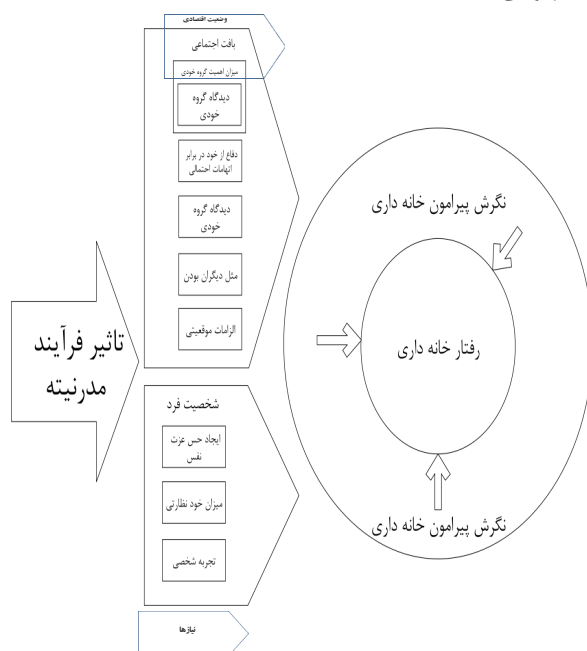 وضعیت اقتصادی
بافت اجتماعی
میزان اهمیت گروه خودی
دیدگاه گروه
خودی
دفاع از خود در برابر
اتهامات احتمالی
دیدگاه گروه
خودی
مثل دیگران بودن
الزامات موقعیتی
تاثیر فرآیند
مدرنیته
شخصیت فرد
ایجاد حس عزت
نفس
میزان خود نظارتی
تجربه شخصی
نیازها
نگرش پیرامون خانه داری
رفتار خانه داری
نگرش پیرامون خانه داری